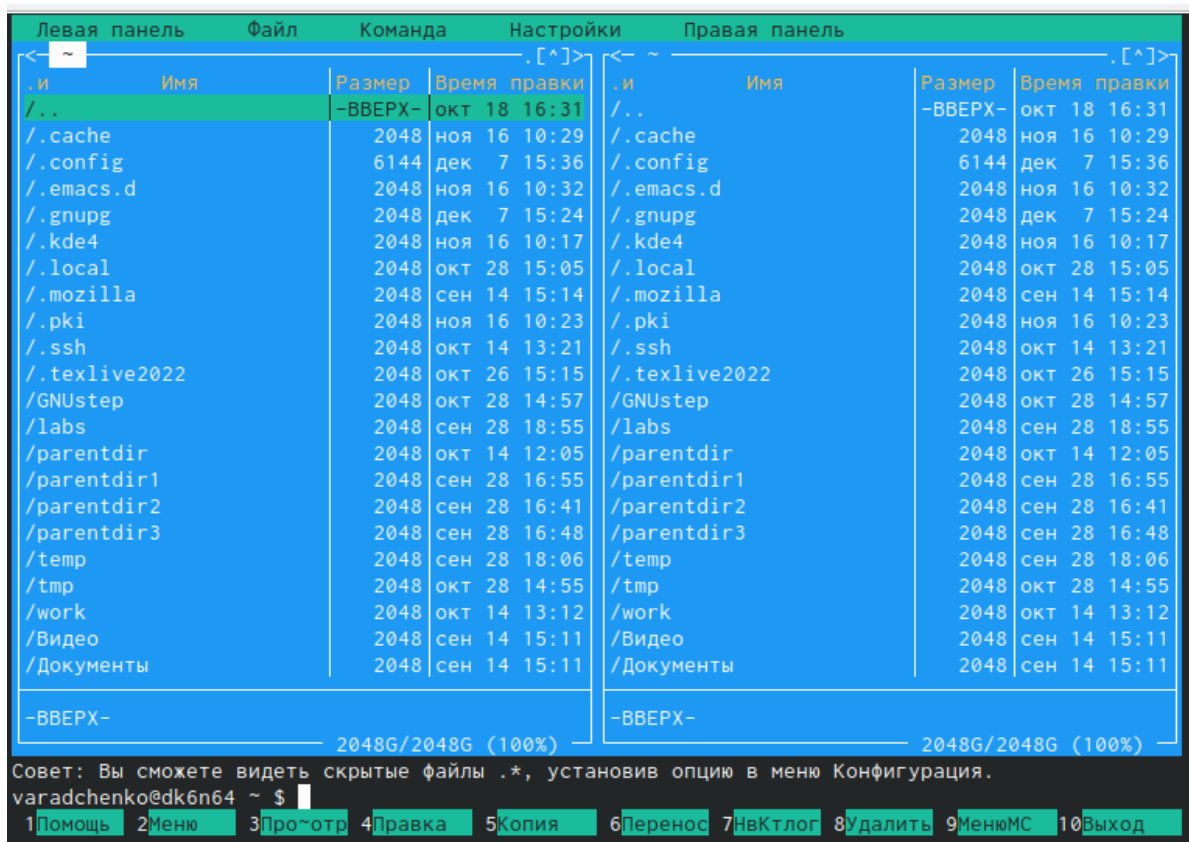 Левая панель Файл Команда Настройки Правая панель
<- ~ .[^]> <- ~ .[^]>
.и Имя Размер Время правки .и Имя Размер Время правки
/.. -ВВЕРХ- окт 18 16:31 /.. -ВВЕРХ- окт 18 16:31
/.cache 2048 ноя 16 10:29 /.cache 2048 ноя 16 10:29
/.config 6144 дек 7 15:36 /.config 6144 дек 7 15:36
/.emacs.d 2048 ноя 16 10:32 /.emacs.d 2048 ноя 16 10:32
/.gnupg 2048 дек 7 15:24 /.gnupg 2048 дек 7 15:24
/.kde4 2048 ноя 16 10:17 /.kde4 2048 ноя 16 10:17
/.local 2048 окт 28 15:05 /.local 2048 окт 28 15:05
/.mozilla 2048 сен 14 15:14 /.mozilla 2048 сен 14 15:14
/.pki 2048 ноя 16 10:23 /.pki 2048 ноя 16 10:23
/.ssh 2048 окт 14 13:21 /.ssh 2048 окт 14 13:21
/.texlive2022 2048 окт 26 15:15 /.texlive2022 2048 окт 26 15:15
/GNUstep 2048 окт 28 14:57 /GNUstep 2048 окт 28 14:57
/labs 2048 сен 28 18:55 /labs 2048 сен 28 18:55
/parentdir 2048 окт 14 12:05 /parentdir 2048 окт 14 12:05
/parentdir1 2048 сен 28 16:55 /parentdir1 2048 сен 28 16:55
/parentdir2 2048 сен 28 16:41 /parentdir2 2048 сен 28 16:41
/parentdir3 2048 сен 28 16:48 /parentdir3 2048 сен 28 16:48
/temp 2048 сен 28 18:06 /temp 2048 сен 28 18:06
/tmp 2048 окт 28 14:55 /tmp 2048 окт 28 14:55
/work 2048 окт 14 13:12 /work 2048 окт 14 13:12
/Видео 2048 сен 14 15:11 /Видео 2048 сен 14 15:11
/Документы 2048 сен 14 15:11 /Документы 2048 сен 14 15:11
-ВВЕРХ- -ВВЕРХ-
2048G/2048G (100%) 2048G/2048G (100%)
Совет: Вы сможете видеть скрытые файлы .*, установив опцию в меню Конфигурация.
varadchenko@dk6n64 ~ $
1Помощь 2Меню 3Про~отр 4Правка 5Копия 6Перенос 7НвКтлог 8Удалить 9МенюМС 10Выход